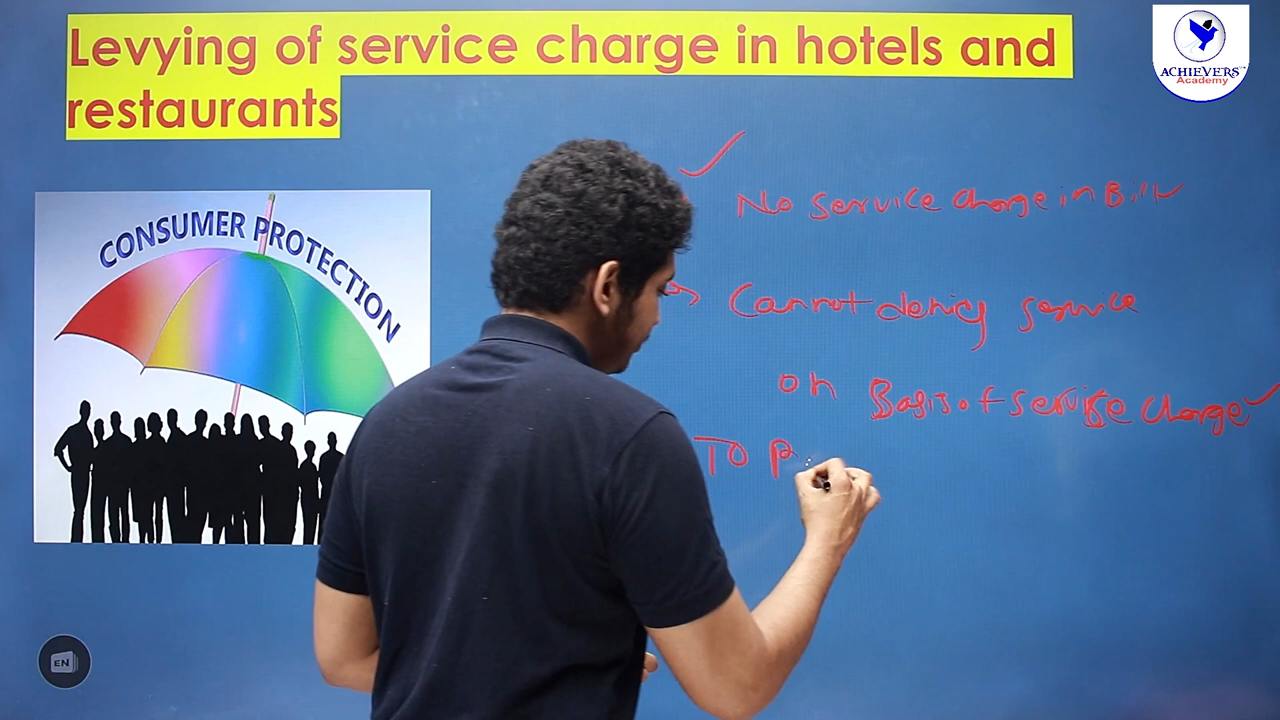 Levying of service charge in hotels and
restaurants
ACHIEVERS
Academy
CONSUMER PROTECTION
No service charge in Bill
Cannot deny service
on Basis of service charge
TO P
EN